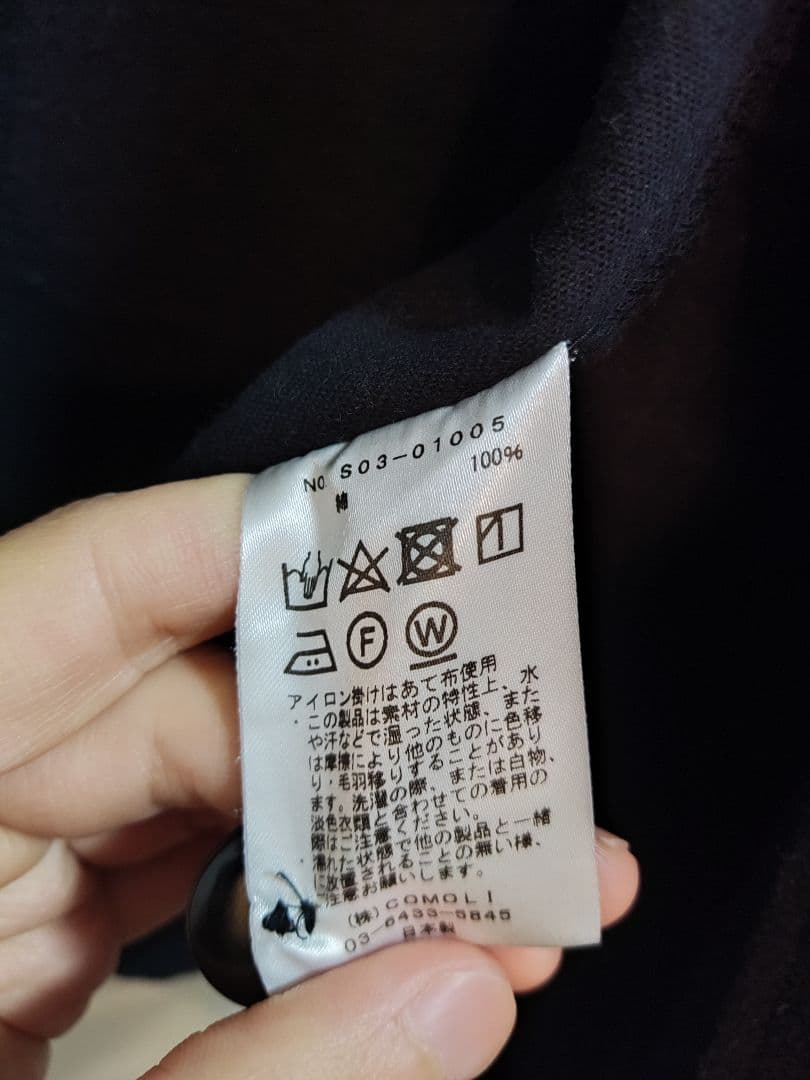 No. S03-01005
綿 100%
F W
アイロン掛けはあて布使用
・この製品は素材の特性上、水
や汗などで湿った状態、また
は摩擦により他のものに色移
り・毛羽移りすることがあり
ます。洗濯の際、または白物、
淡色衣類との合わせての着用の
際はご注意ください。
濡れた状態で他の製品と一緒
に放置されることの無い様、
注意お願いします。
(株)COMOLI
03-6433-5845
日本製